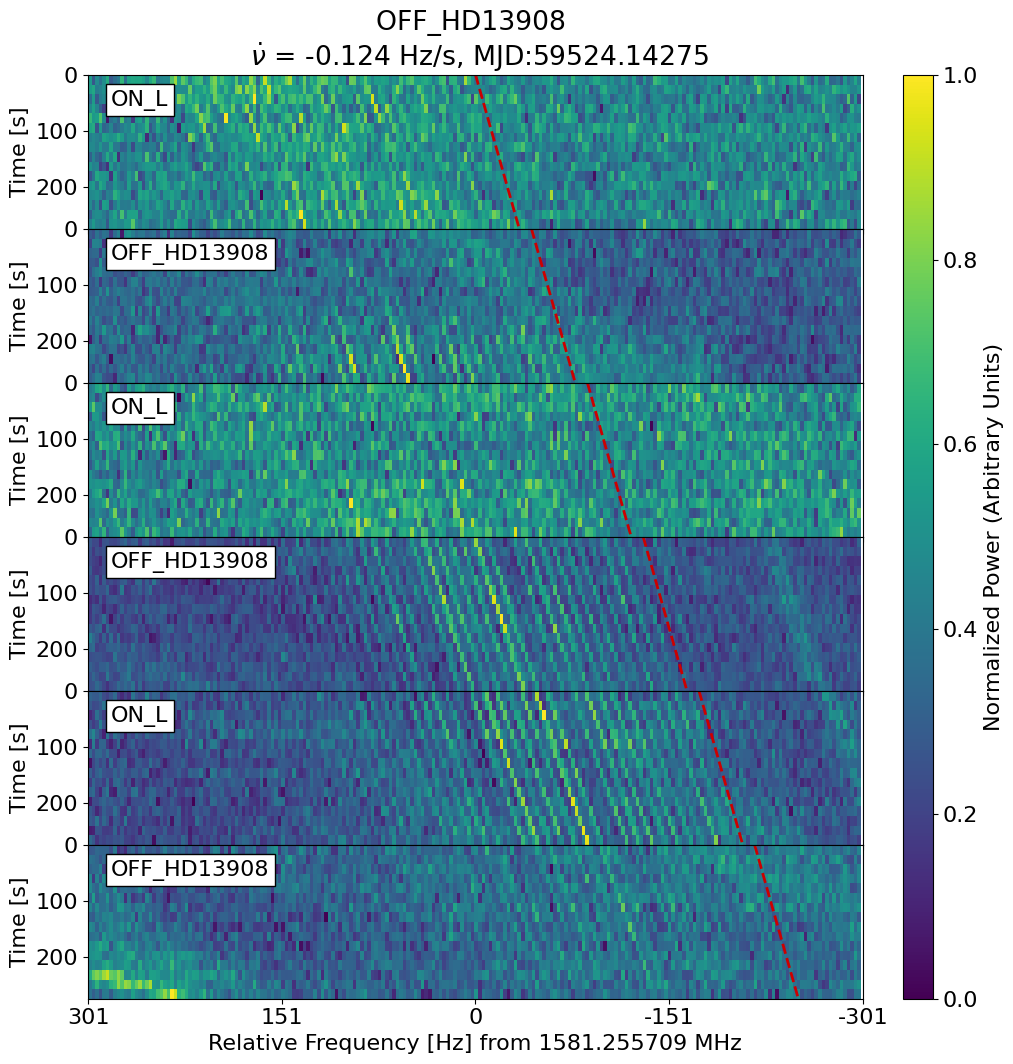 OFF_HD13908
ν̇ = -0.124 Hz/s, MJD:59524.14275
ON_L
OFF_HD13908
ON_L
OFF_HD13908
ON_L
OFF_HD13908
Time [s]
Time [s]
Time [s]
Time [s]
Time [s]
Time [s]
0
100
200
0
100
200
0
100
200
0
100
200
0
100
200
0
100
200
301
151
0
-151
-301
Relative Frequency [Hz] from 1581.255709 MHz
1.0
0.8
0.6
0.4
0.2
0.0
Normalized Power (Arbitrary Units)